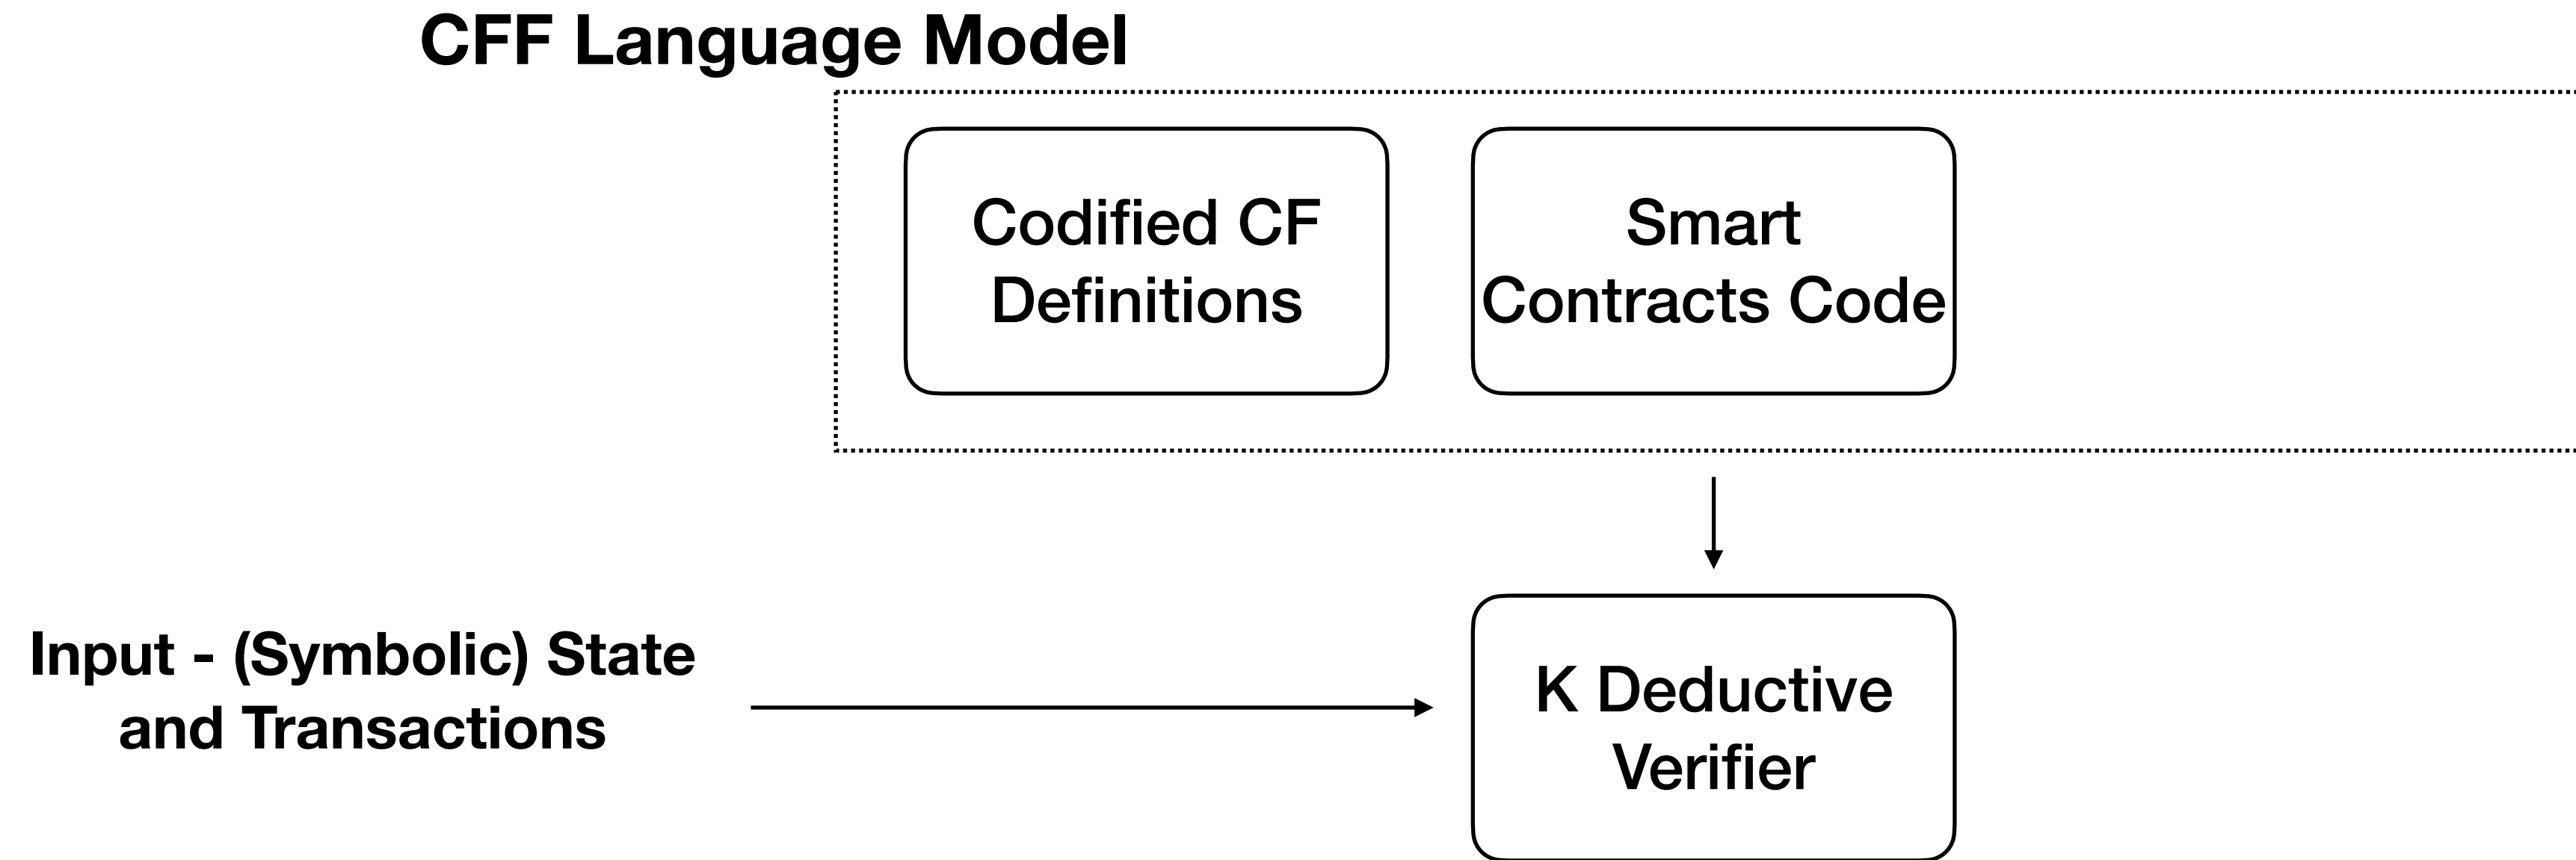 CFF Language Model
Codified CF
Definitions
Smart
Contracts Code
Input - (Symbolic) State
and Transactions
K Deductive
Verifier